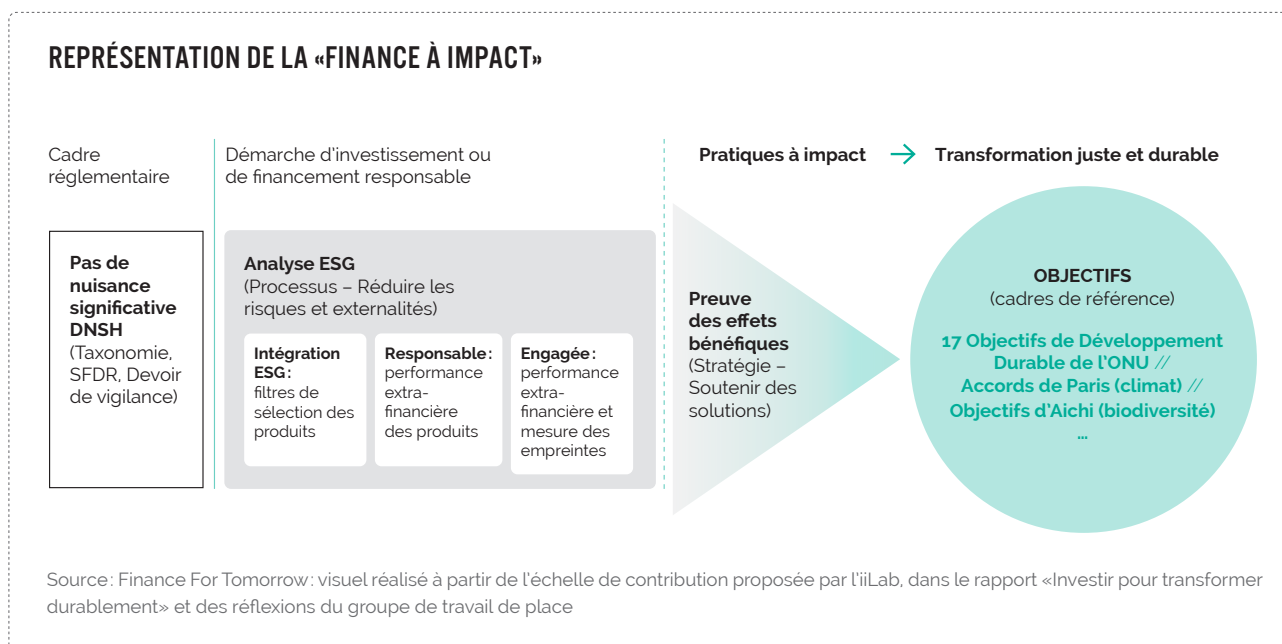 REPRÉSENTATION DE LA «FINANCE À IMPACT»
Cadre
réglementaire
Démarche d'investissement ou
de financement responsable
Pratiques à impact → Transformation juste et durable
Pas de
nuisance
significative
DNSH
(Taxonomie,
SFDR, Devoir
de vigilance)
Analyse ESG
(Processus – Réduire les
risques et externalités)
Intégration
ESG :
filtres de
sélection des
produits
Responsable :
performance
extra-
financière
des produits
Engagée :
performance
extra-
financière et
mesure des
empreintes
Preuve
des effets
bénéfiques
(Stratégie –
Soutenir des
solutions)
OBJECTIFS
(cadres de référence)
17 Objectifs de Développement
Durable de l'ONU //
Accords de Paris (climat) //
Objectifs d'Aichi (biodiversité)
...
Source : Finance For Tomorrow : visuel réalisé à partir de l'échelle de contribution proposée par l'iiLab, dans le rapport «Investir pour transformer
durablement» et des réflexions du groupe de travail de place